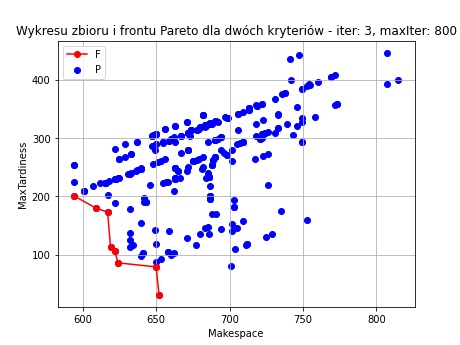 Wykresu zbioru i frontu Pareto dla dwóch kryteriów - iter: 3, maxIter: 800
F
P
400
300
200
100
MaxTardiness
600 650 700 750 800
Makespace